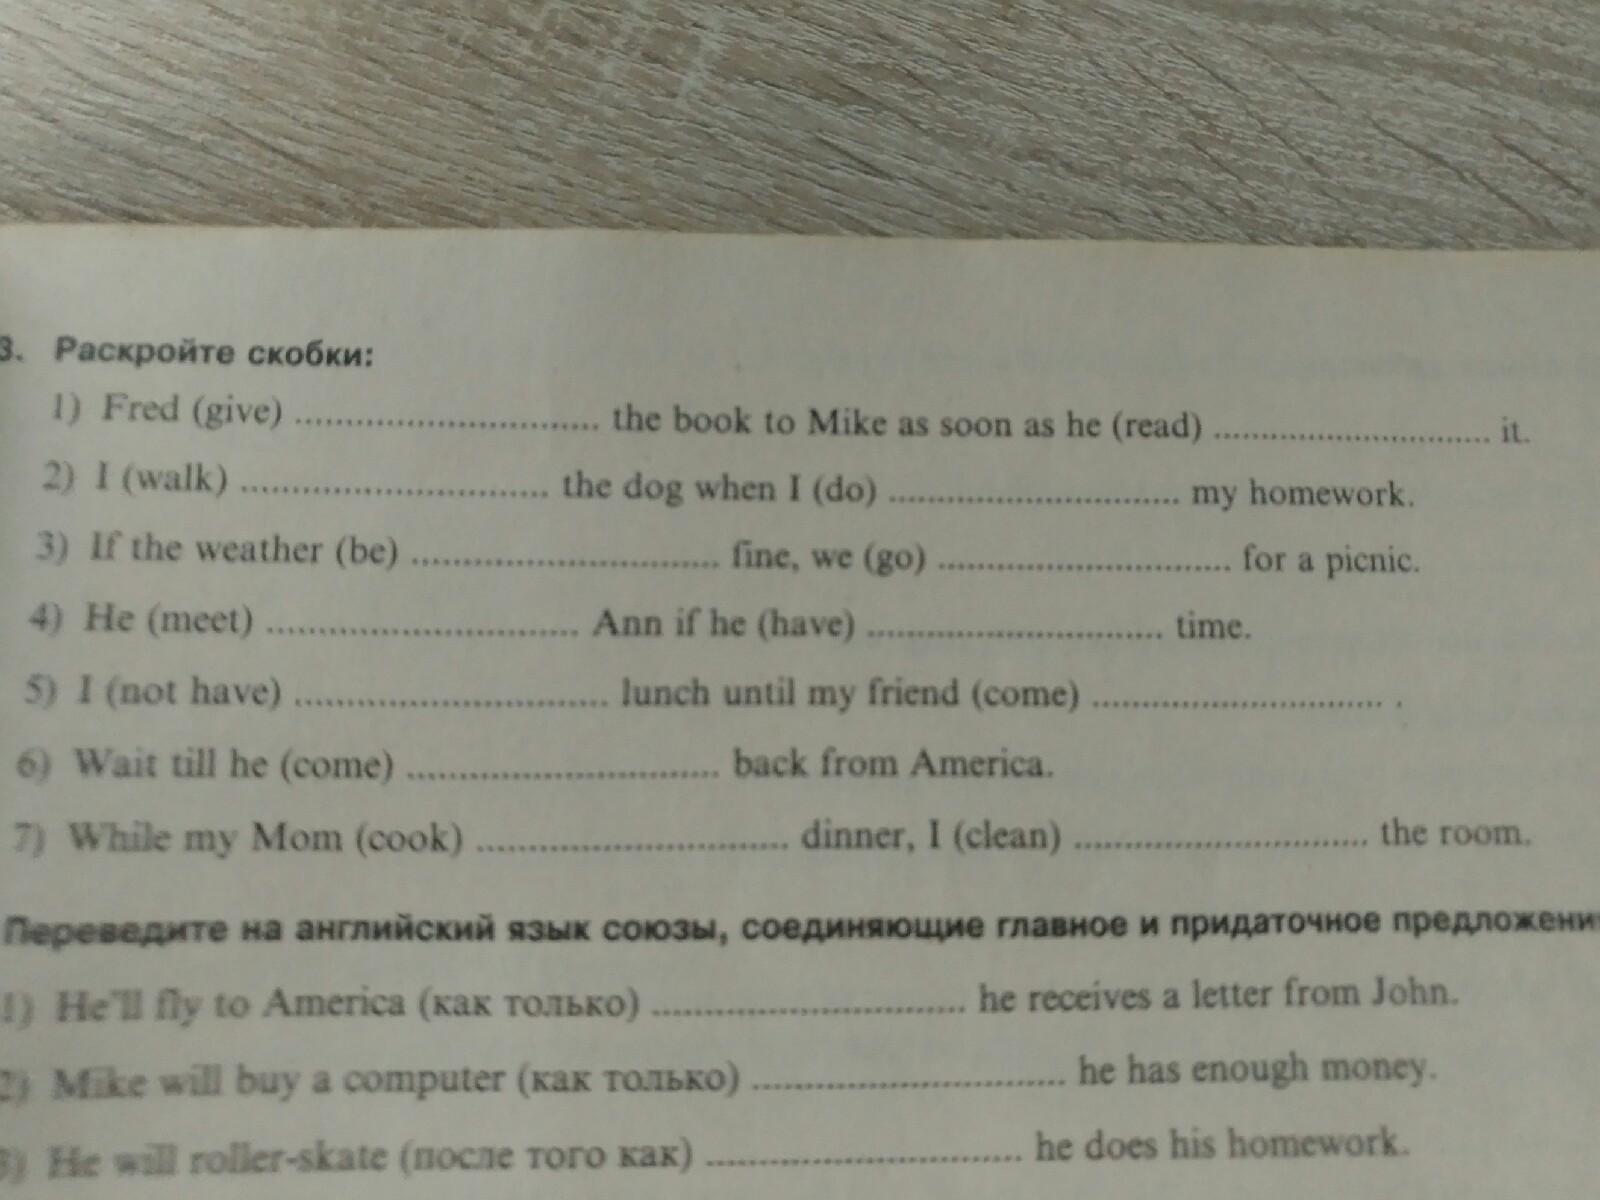 3. Раскройте скобки:
1) Fred (give) .............................. the book to Mike as soon as he (read) .............................. it.
2) I (walk) .............................. the dog when I (do) .............................. my homework.
3) If the weather (be) .............................. fine, we (go) .............................. for a picnic.
4) He (meet) .............................. Ann if he (have) .............................. time.
5) I (not have) .............................. lunch until my friend (come) .............................. .
6) Wait till he (come) .............................. back from America.
7) While my Mom (cook) .............................. dinner, I (clean) .............................. the room.
Переведите на английский язык союзы, соединяющие главное и придаточное предложени
1) He'll fly to America (как только) .............................. he receives a letter from John.
2) Mike will buy a computer (как только) .............................. he has enough money.
3) He will roller-skate (после того как) .............................. he does his homework.